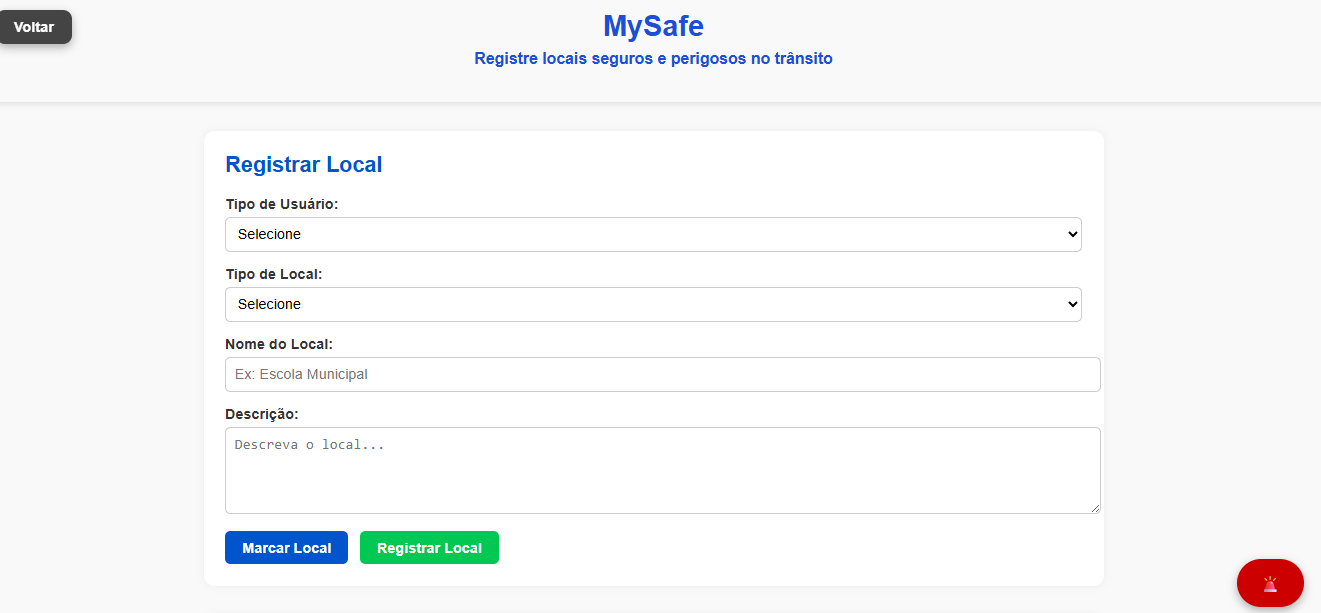 Voltar
MySafe
Registre locais seguros e perigosos no trânsito
Registrar Local
Tipo de Usuário:
Selecione
Tipo de Local:
Selecione
Nome do Local:
Ex: Escola Municipal
Descrição:
Descreva o local...
Marcar Local
Registrar Local